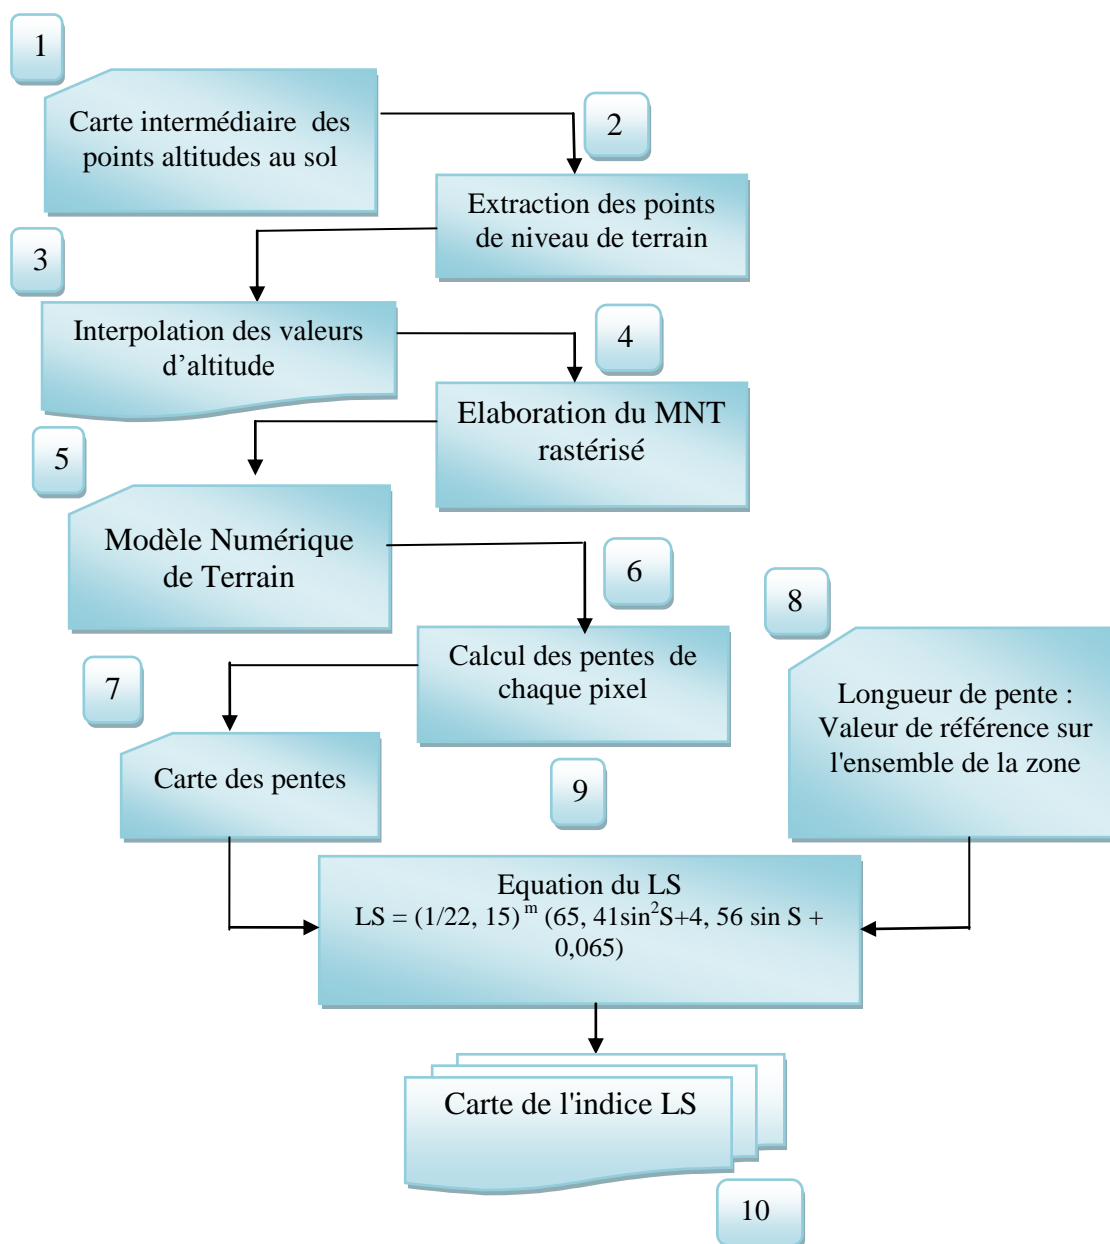 1
Carte intermédiaire des
points altitudes au sol
2
Extraction des points
de niveau de terrain
3
Interpolation des valeurs
d’altitude
4
Elaboration du MNT
rastérisé
5
Modèle Numérique
de Terrain
6
Calcul des pentes de
chaque pixel
7
Carte des pentes
8
Longueur de pente :
Valeur de référence sur
l'ensemble de la zone
9
Equation du LS
LS = (1/22, 15)^m (65, 41sin²S+4, 56 sin S +
0,065)
Carte de l'indice LS
10